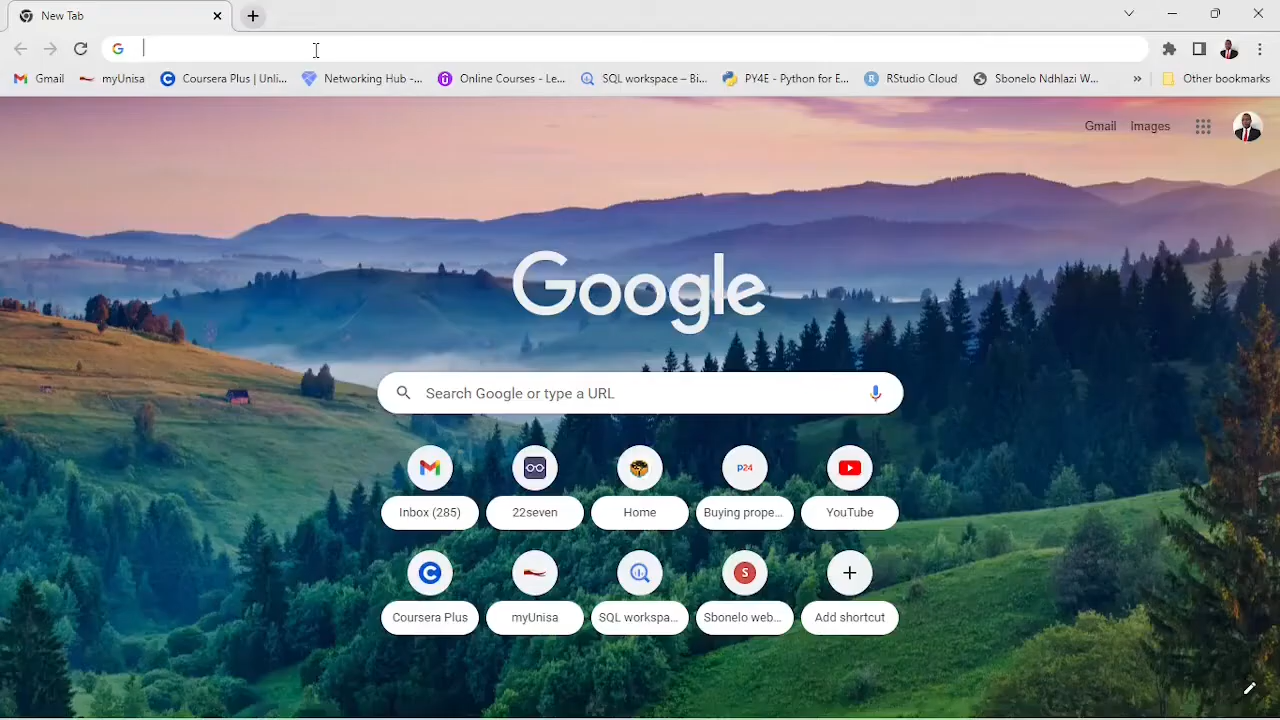 New Tab
Gmail myUnisa Coursera Plus | Unli... Networking Hub -... Online Courses - Le... SQL workspace – Bi... PY4E - Python for E... RStudio Cloud Sbonelo Ndhlazi W... » Other bookmarks
Gmail Images
Google
Search Google or type a URL
P24
Inbox (285) 22seven Home Buying prope... YouTube
S
Coursera Plus myUnisa SQL workspa... Sbonelo web... Add shortcut